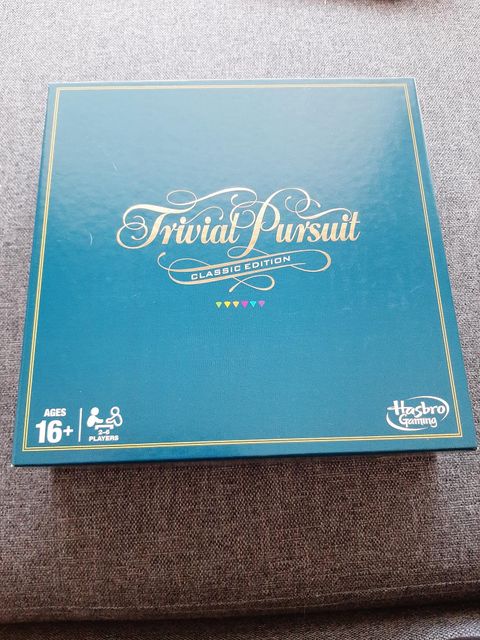 Trivial Pursuit
CLASSIC EDITION
AGES
16+
2-6
PLAYERS
Hasbro
Gaming